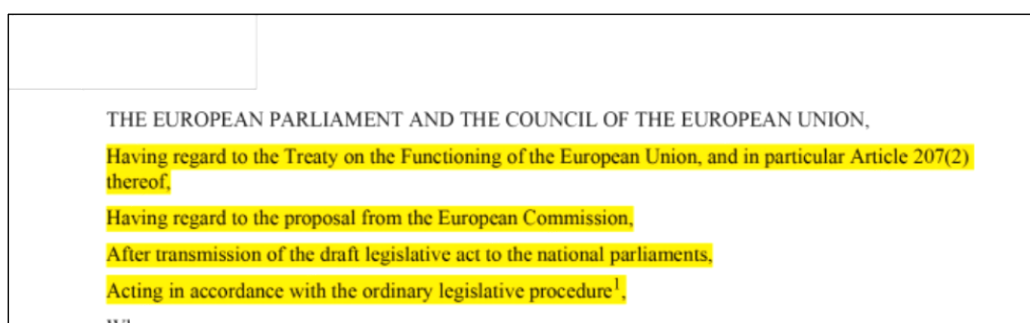 THE EUROPEAN PARLIAMENT AND THE COUNCIL OF THE EUROPEAN UNION,
Having regard to the Treaty on the Functioning of the European Union, and in particular Article 207(2)
thereof,
Having regard to the proposal from the European Commission,
After transmission of the draft legislative act to the national parliaments,
Acting in accordance with the ordinary legislative procedure¹,